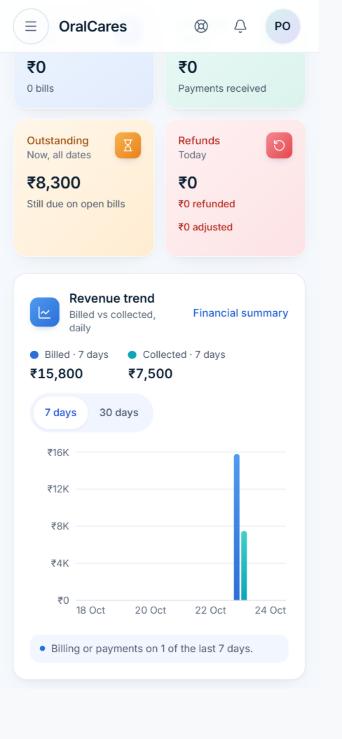 OralCares
PO
₹0
₹0
0 bills
Payments received
Outstanding
Now, all dates
₹8,300
Still due on open bills
Refunds
Today
₹0
₹0 refunded
₹0 adjusted
Revenue trend
Billed vs collected,
daily
Financial summary
Billed · 7 days
Collected · 7 days
₹15,800
₹7,500
7 days
30 days
₹16K
₹12K
₹8K
₹4K
₹0
18 Oct
20 Oct
22 Oct
24 Oct
Billing or payments on 1 of the last 7 days.